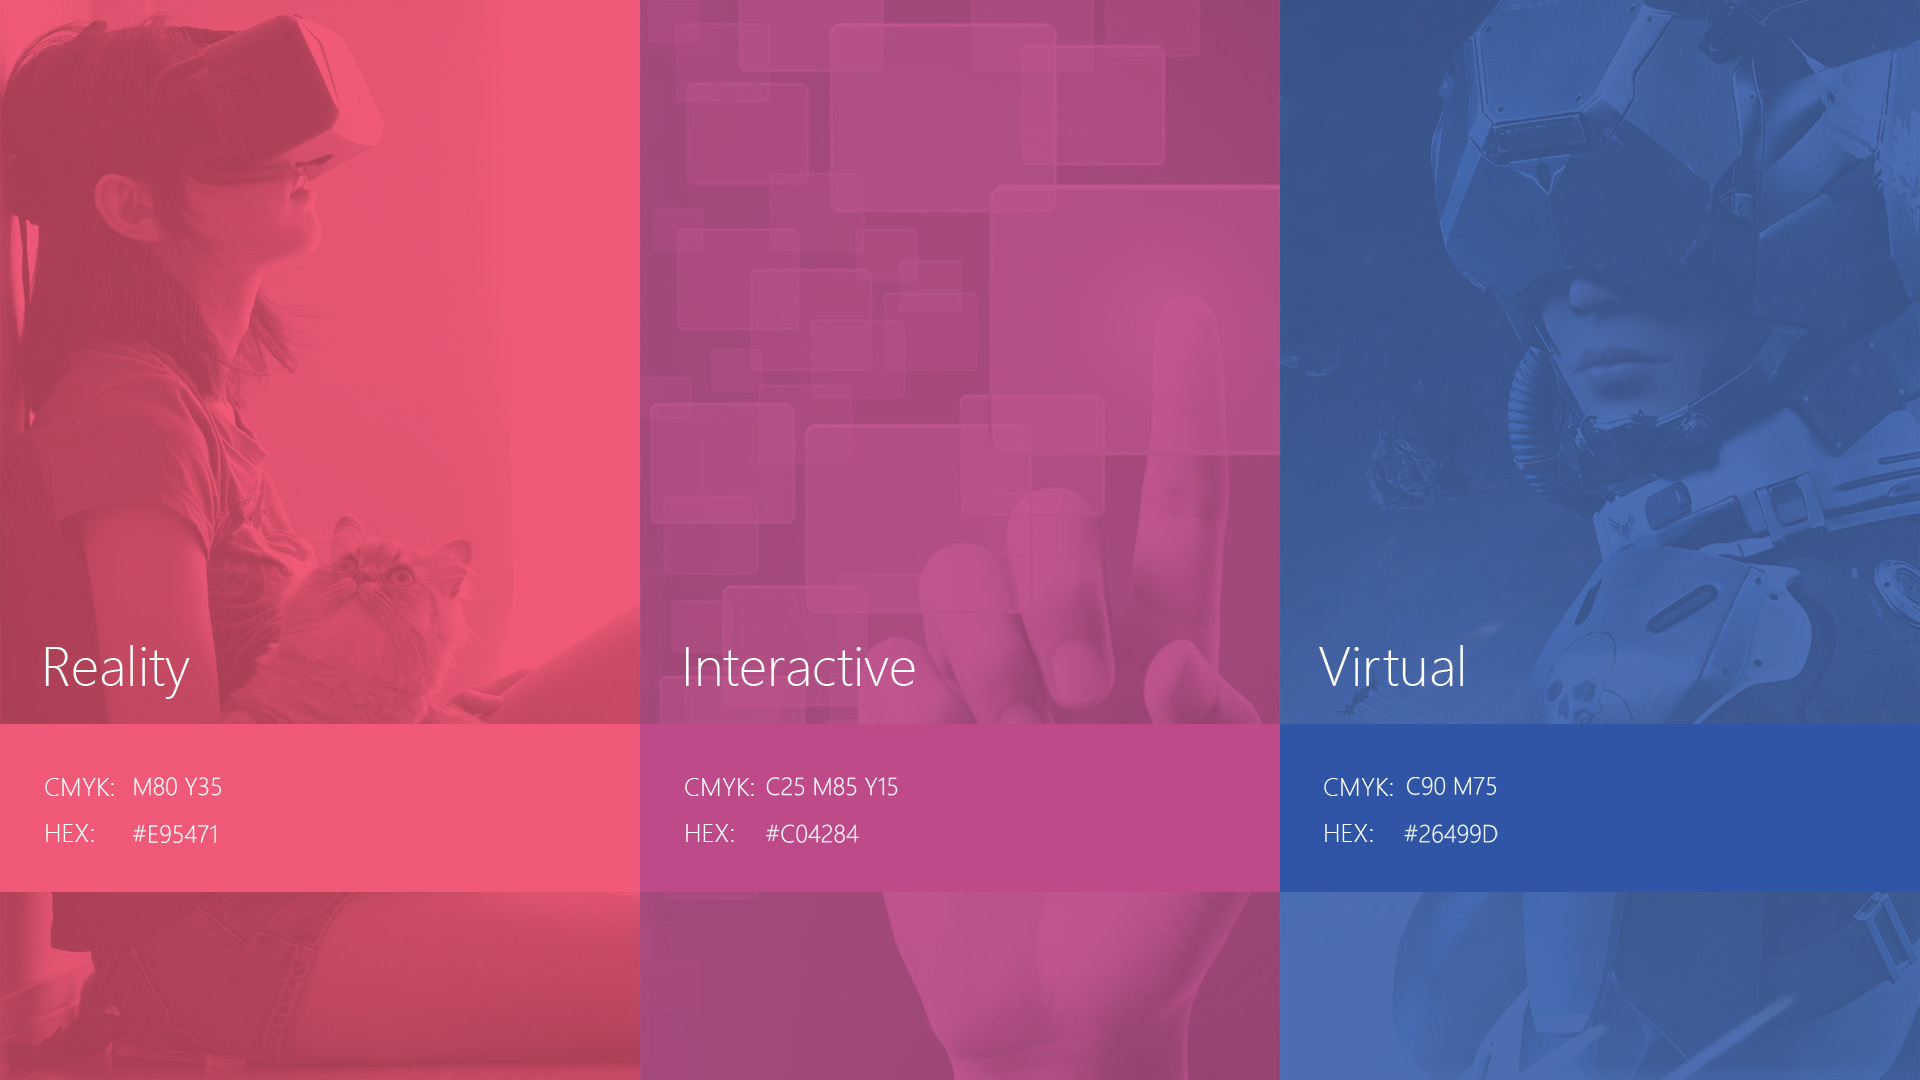 Reality
CMYK: M80 Y35
HEX: #E95471
Interactive
CMYK: C25 M85 Y15
HEX: #C04284
Virtual
CMYK: C90 M75
HEX: #26499D